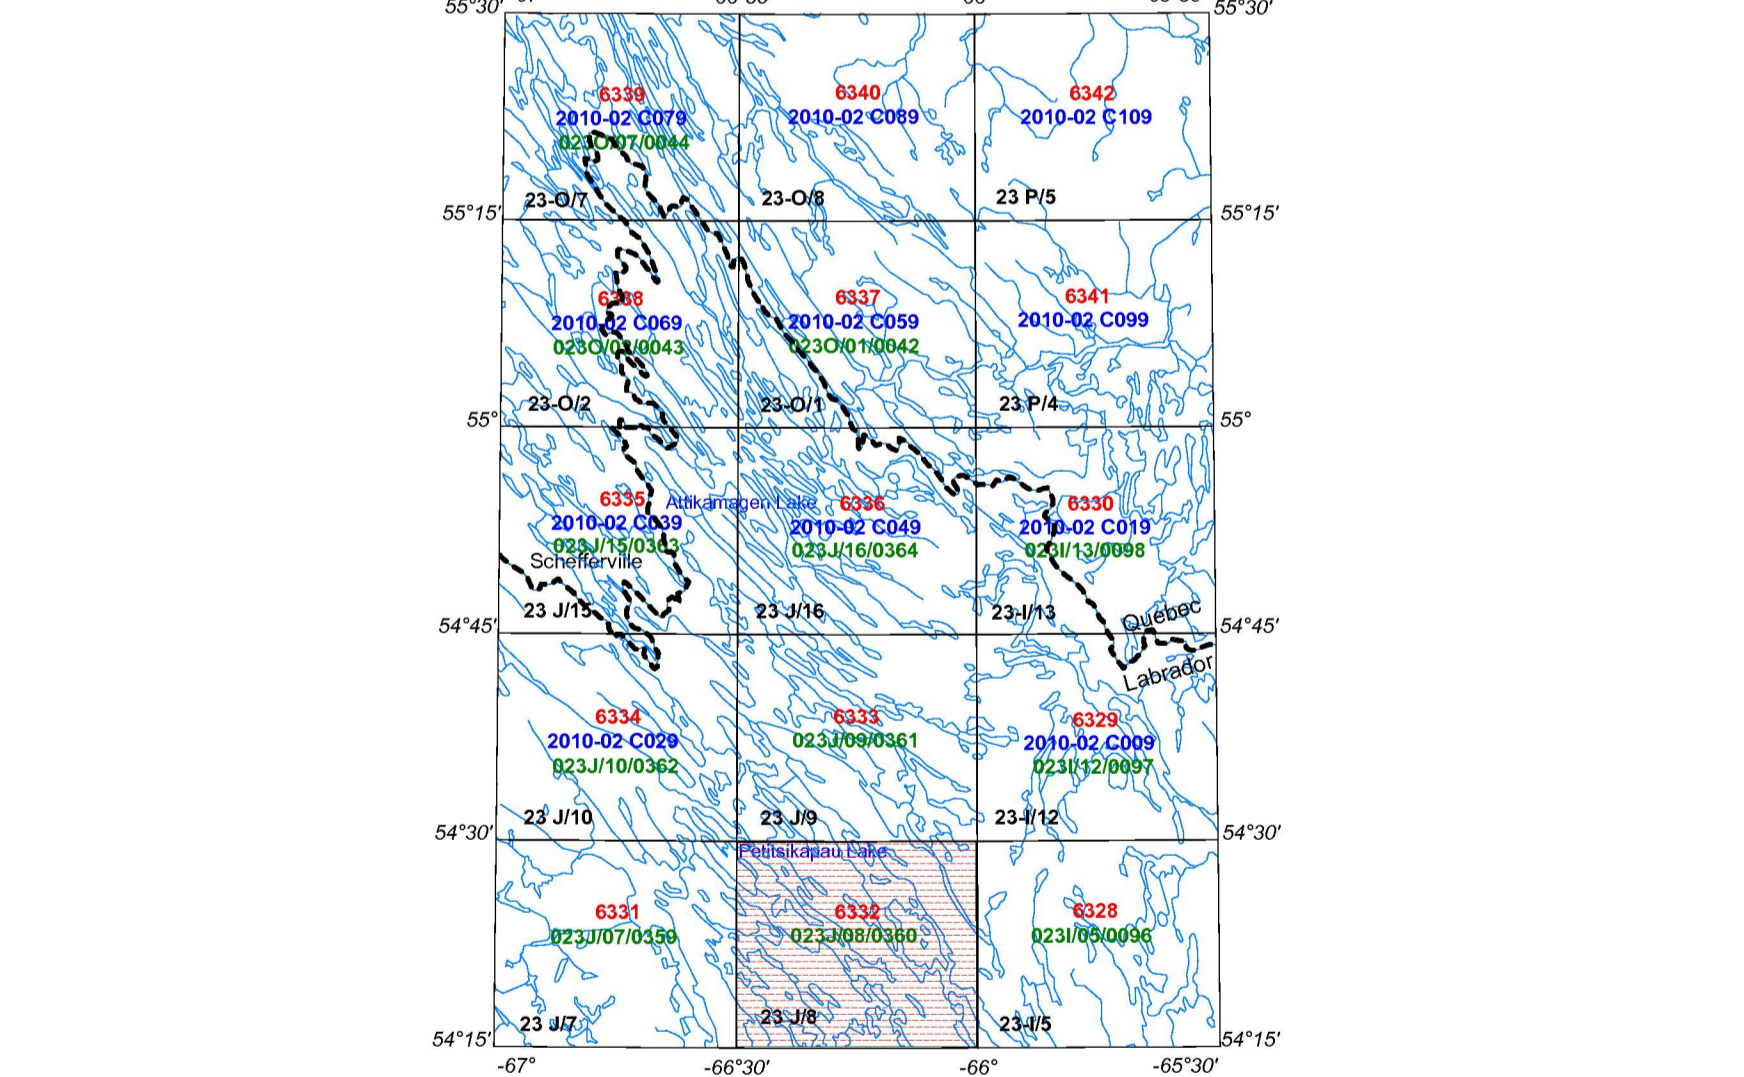 55°30' 55°30'
6339 6340 6342
2010-02 C079 2010-02 C089 2010-02 C109
023O/07/0044
23-O/7 23-O/8 23 P/5
55°15' 55°15'
6338 6337 6341
2010-02 C069 2010-02 C059 2010-02 C099
023O/02/0043 023O/01/0042
23-O/2 23-O/1 23 P/4
55° 55°
6335 Attikamagen Lake 6336 6330
2010-02 C039 2010-02 C049 2010-02 C019
023J/15/0363 023J/16/0364 023I/13/0098
Schefferville
23 J/15 23 J/16 23-I/13 Quebec
54°45' 54°45'
Labrador
6334 6333 6329
2010-02 C029 023J/09/0361 2010-02 C009
023J/10/0362 023I/12/0097
23 J/10 23 J/9 23-I/12
54°30' 54°30'
Petitsikapau Lake
6331 6332 6328
023J/07/0359 023J/08/0360 023I/05/0096
23 J/7 23 J/8 23-I/5
54°15' 54°15'
-67° -66°30' -66° -65°30'